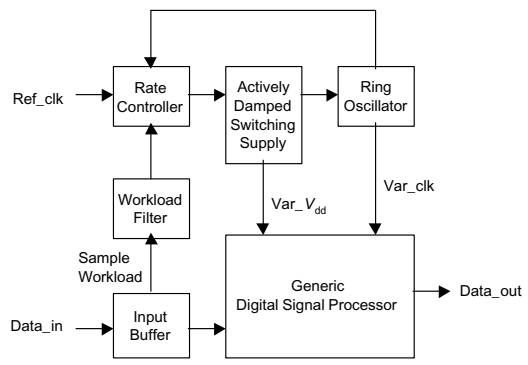 Ref_clk
Rate
Controller
Actively
Damped
Switching
Supply
Ring
Oscillator
Workload
Filter
Var_Vdd
Var_clk
Sample
Workload
Generic
Digital Signal Processor
Data_in
Input
Buffer
Data_out